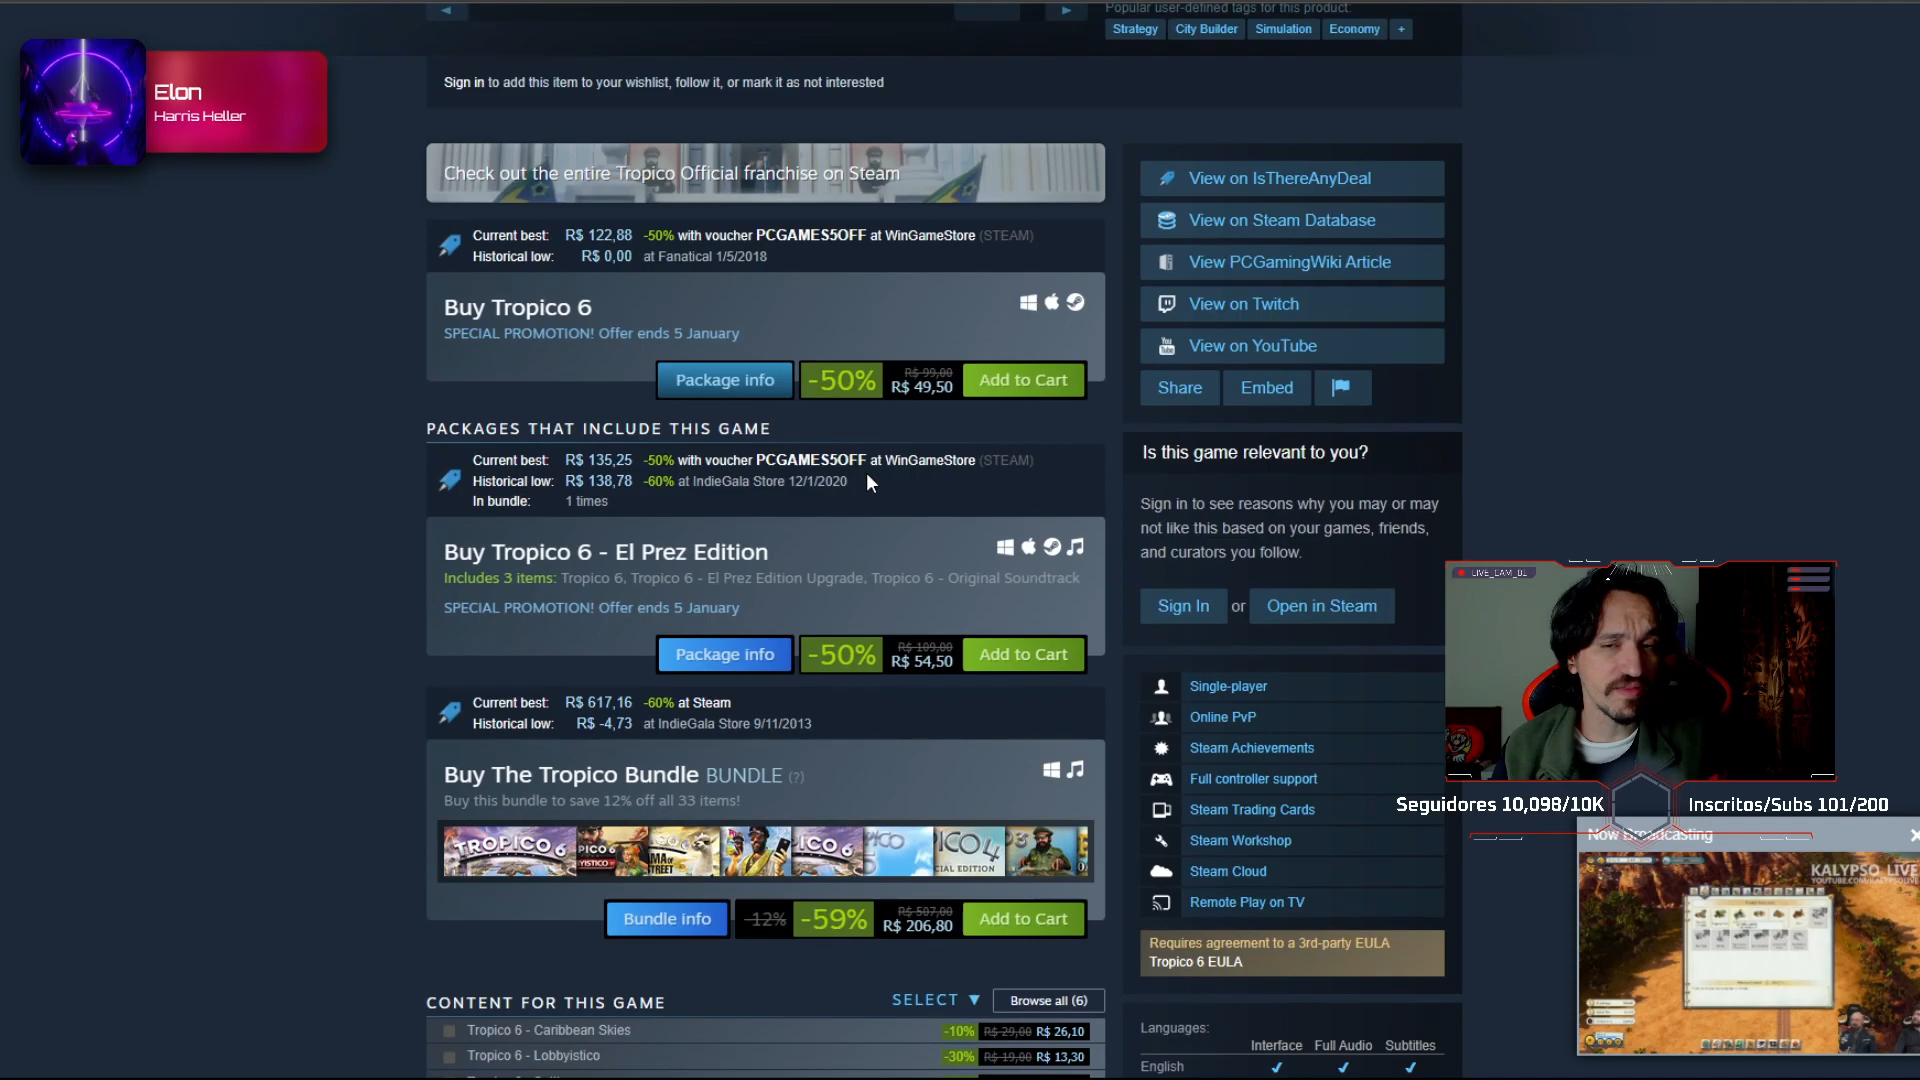 Popular user-defined tags for this product:
Strategy City Builder Simulation Economy +
Elon
Harris Heller
Sign in to add this item to your wishlist, follow it, or mark it as not interested
Check out the entire Tropico Official franchise on Steam
Current best: R$ 122,88 -50% with voucher PCGAMES5OFF at WinGameStore (STEAM)
Historical low: R$ 0,00 at Fanatical 1/5/2018
Buy Tropico 6
SPECIAL PROMOTION! Offer ends 5 January
Package info -50% R$ 99,00 R$ 49,50 Add to Cart
PACKAGES THAT INCLUDE THIS GAME
Current best: R$ 135,25 -50% with voucher PCGAMES5OFF at WinGameStore (STEAM)
Historical low: R$ 138,78 -60% at IndieGala Store 12/1/2020
In bundle: 1 times
Buy Tropico 6 - El Prez Edition
Includes 3 items: Tropico 6, Tropico 6 - El Prez Edition Upgrade, Tropico 6 - Original Soundtrack
SPECIAL PROMOTION! Offer ends 5 January
Package info -50% R$ 109,00 R$ 54,50 Add to Cart
Current best: R$ 617,16 -60% at Steam
Historical low: R$ -4,73 at IndieGala Store 9/11/2013
Buy The Tropico Bundle BUNDLE (?)
Buy this bundle to save 12% off all 33 items!
TROPICO 6
Bundle info -12% -59% R$ 507,00 R$ 206,80 Add to Cart
CONTENT FOR THIS GAME SELECT ▼ Browse all (6)
Tropico 6 - Caribbean Skies -10% R$ 29,00 R$ 26,10
Tropico 6 - Lobbyistico -30% R$ 19,00 R$ 13,30
View on IsThereAnyDeal
View on Steam Database
View PCGamingWiki Article
View on Twitch
You Tube View on YouTube
Share Embed
Is this game relevant to you?
Sign in to see reasons why you may or may
not like this based on your games, friends,
and curators you follow.
Sign In or Open in Steam
Single-player
Online PvP
Steam Achievements
Full controller support
Steam Trading Cards
Steam Workshop
Steam Cloud
Remote Play on TV
Requires agreement to a 3rd-party EULA
Tropico 6 EULA
Languages:
Interface Full Audio Subtitles
English ✔ ✔ ✔
LIVE_CAM_01
Seguidores 10,098/10K Inscritos/Subs 101/200
Now Broadcasting
KALYPSO LIVE
YOUTUBE.COM/KALYPSOLIVE